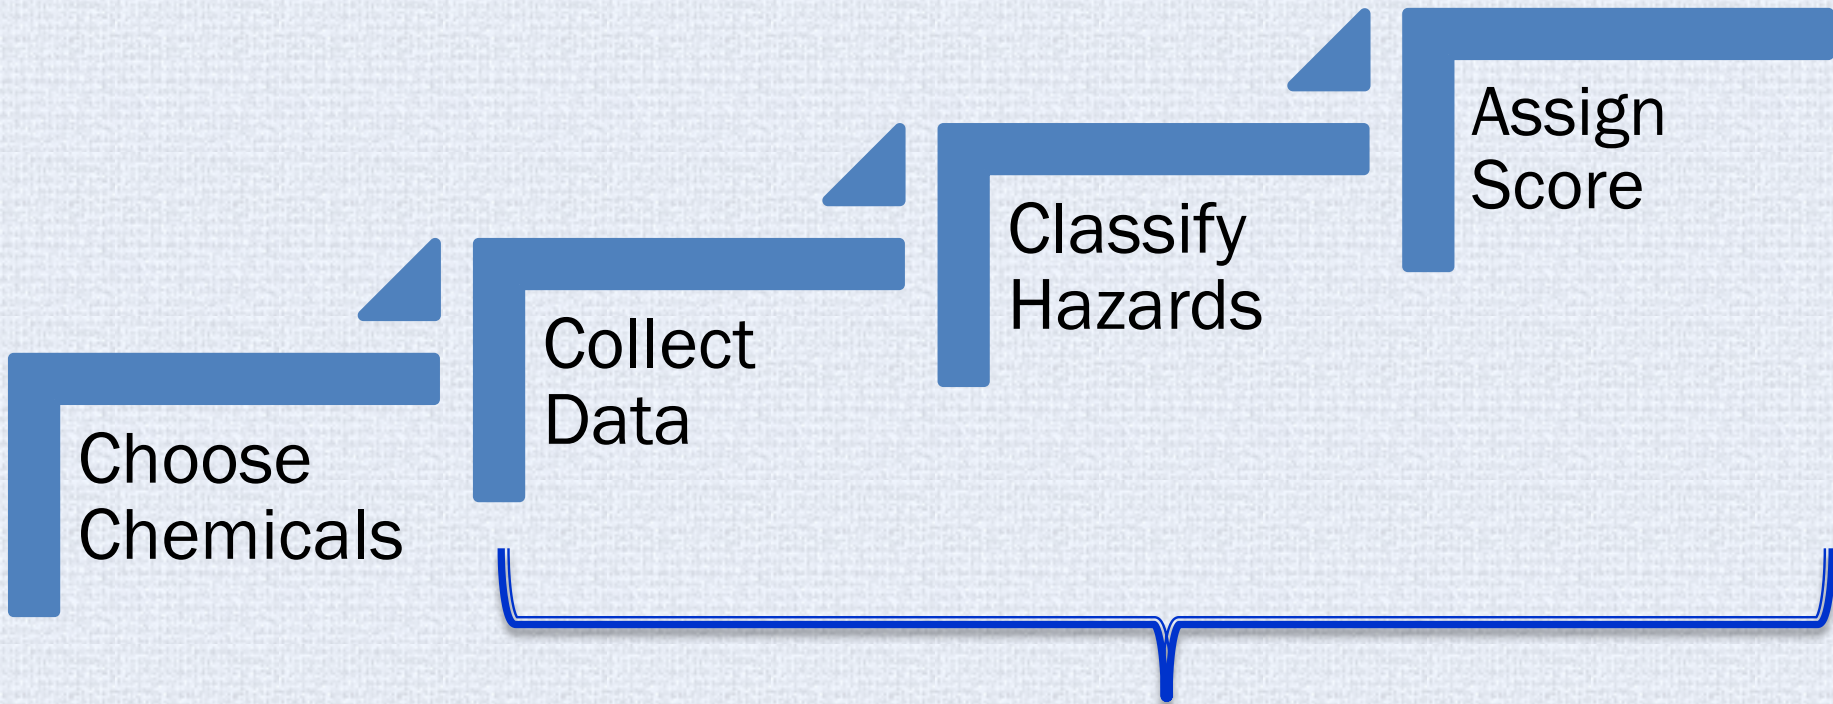 Choose
Chemicals
Collect
Data
Classify
Hazards
Assign
Score